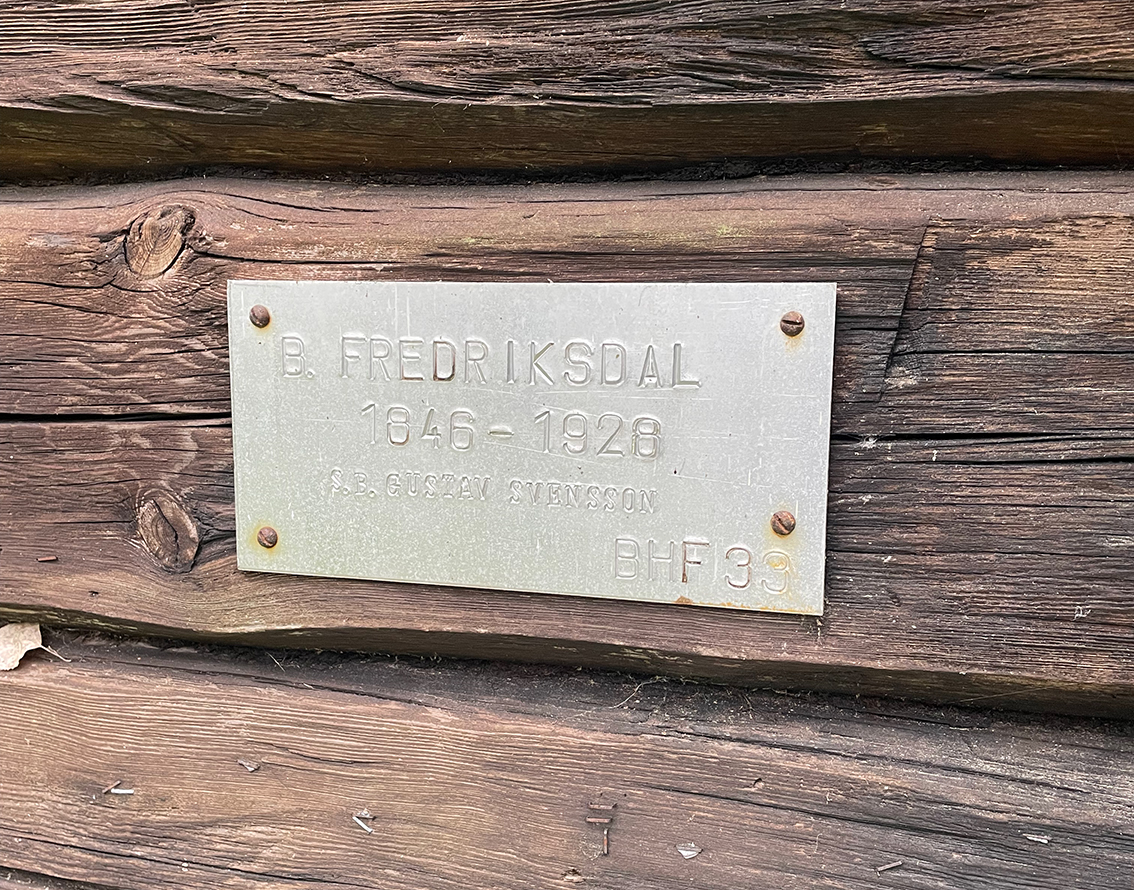 B. FREDRIKSDAL
1846 - 1928
S.B. GUSTAV SVENSSON
BHF 33